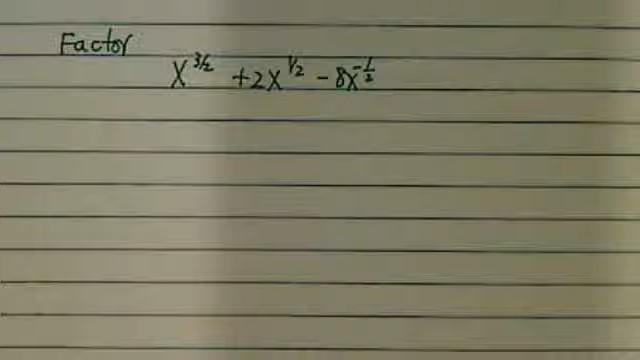 Factor
x^{3/2} + 2x^{1/2} - 8x^{-1/2}